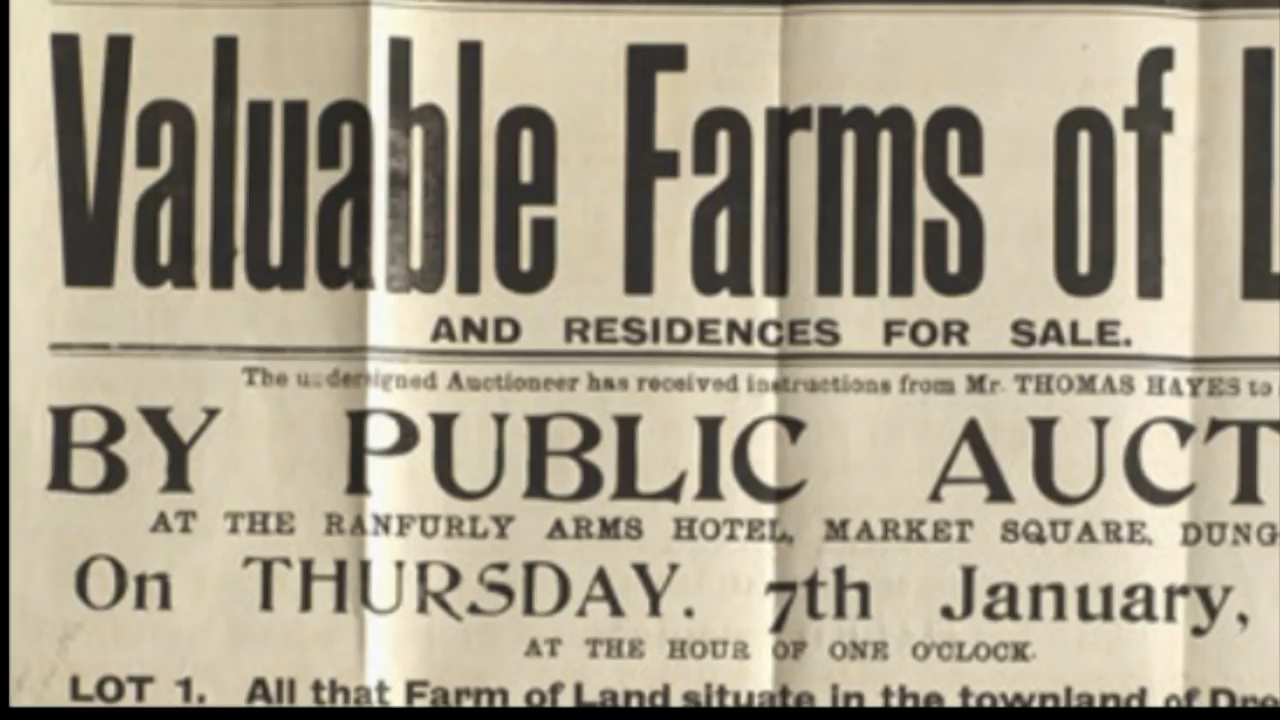 Valuable Farms of L
AND RESIDENCES FOR SALE.
The undersigned Auctioneer has received instructions from Mr. THOMAS HAYES to
BY PUBLIC AUCT
AT THE RANFURLY ARMS HOTEL, MARKET SQUARE, DUNG
On THURSDAY. 7th January,
AT THE HOUR OF ONE O'CLOCK.
LOT 1. All that Farm of Land situate in the townland of Dre